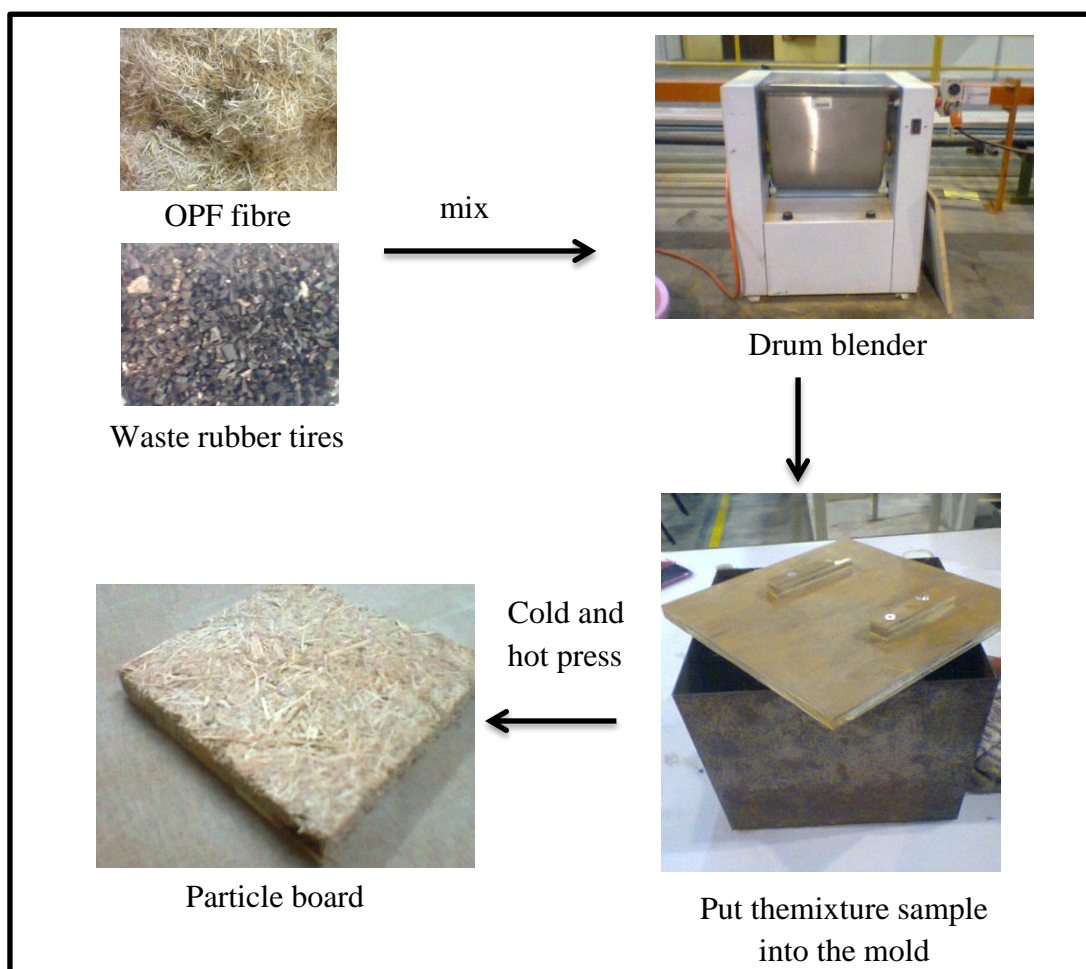 OPF fibre
mix
Waste rubber tires
Drum blender
Cold and
hot press
Particle board
Put themixture sample
into the mold